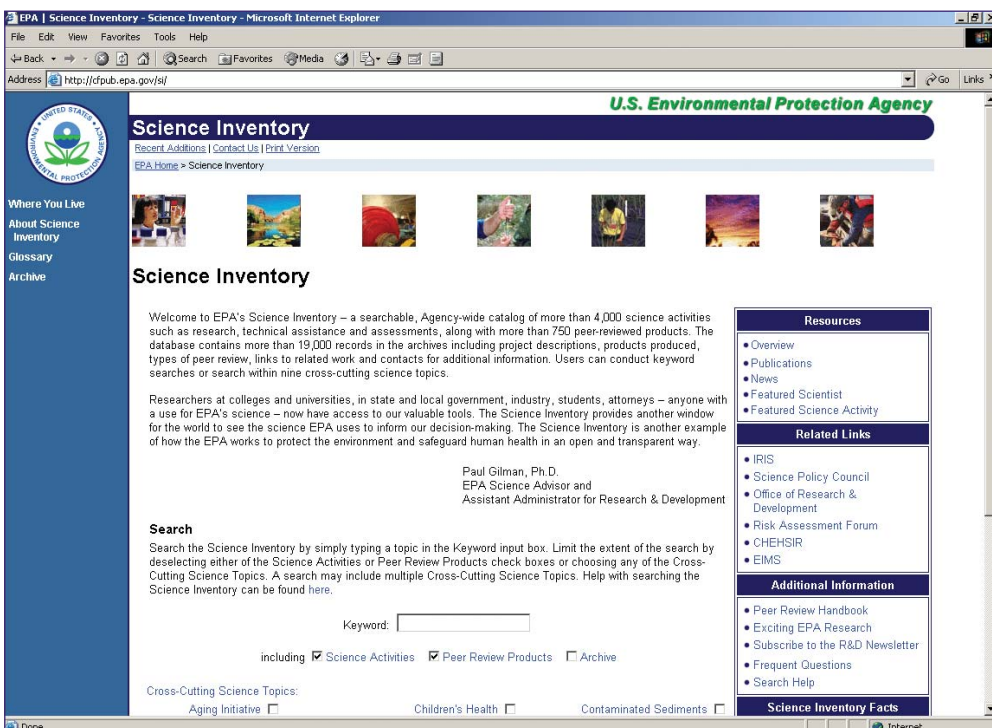 EPA | Science Inventory - Science Inventory - Microsoft Internet Explorer
File Edit View Favorites Tools Help
Back Search Favorites Media
Address http://cfpub.epa.gov/si/ Go Links
UNITED STATES ENVIRONMENTAL PROTECTION AGENCY
U.S. Environmental Protection Agency
Science Inventory
Recent Additions | Contact Us | Print Version
EPA Home > Science Inventory
Where You Live
About Science
Inventory
Glossary
Archive
Science Inventory
Welcome to EPA's Science Inventory – a searchable, Agency-wide catalog of more than 4,000 science activities
such as research, technical assistance and assessments, along with more than 750 peer-reviewed products. The
database contains more than 19,000 records in the archives including project descriptions, products produced,
types of peer review, links to related work and contacts for additional information. Users can conduct keyword
searches or search within nine cross-cutting science topics.
Researchers at colleges and universities, in state and local government, industry, students, attorneys – anyone with
a use for EPA's science – now have access to our valuable tools. The Science Inventory provides another window
for the world to see the science EPA uses to inform our decision-making. The Science Inventory is another example
of how the EPA works to protect the environment and safeguard human health in an open and transparent way.
Paul Gilman, Ph.D.
EPA Science Advisor and
Assistant Administrator for Research & Development
Search
Search the Science Inventory by simply typing a topic in the Keyword input box. Limit the extent of the search by
deselecting either of the Science Activities or Peer Review Products check boxes or choosing any of the Cross-
Cutting Science Topics. A search may include multiple Cross-Cutting Science Topics. Help with searching the
Science Inventory can be found here.
Keyword:
including Science Activities Peer Review Products Archive
Cross-Cutting Science Topics:
Aging Initiative Children's Health Contaminated Sediments
Resources
Overview
Publications
News
Featured Scientist
Featured Science Activity
Related Links
IRIS
Science Policy Council
Office of Research &
Development
Risk Assessment Forum
CHEHSIR
EIMS
Additional Information
Peer Review Handbook
Exciting EPA Research
Subscribe to the R&D Newsletter
Frequent Questions
Search Help
Science Inventory Facts
Done Internet